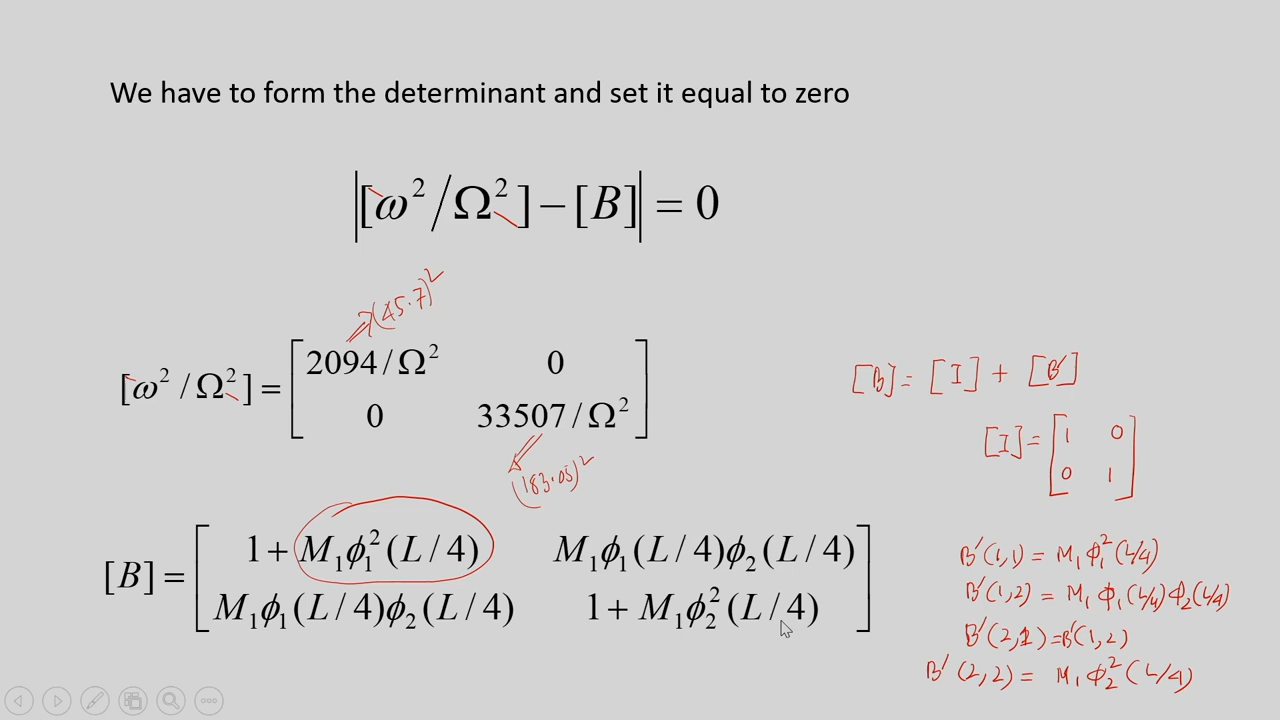 We have to form the determinant and set it equal to zero
|[ω²/Ω²]−[B]|=0
⇒(45.7)²
[ω²/Ω²]=[2094/Ω² 0
0 33507/Ω²]
(183.05)²
[B]=[1+M₁ϕ₁²(L/4) M₁ϕ₁(L/4)ϕ₂(L/4)
M₁ϕ₁(L/4)ϕ₂(L/4) 1+M₁ϕ₂²(L/4)]
[B]=[I]+[B']
[I]=[1 0
0 1]
B'(1,1)=M₁ϕ₁²(L/4)
B'(1,2)=M₁ϕ₁(L/4)ϕ₂(L/4)
B'(2,1)=B'(1,2)
B'(2,2)=M₁ϕ₂²(L/4)